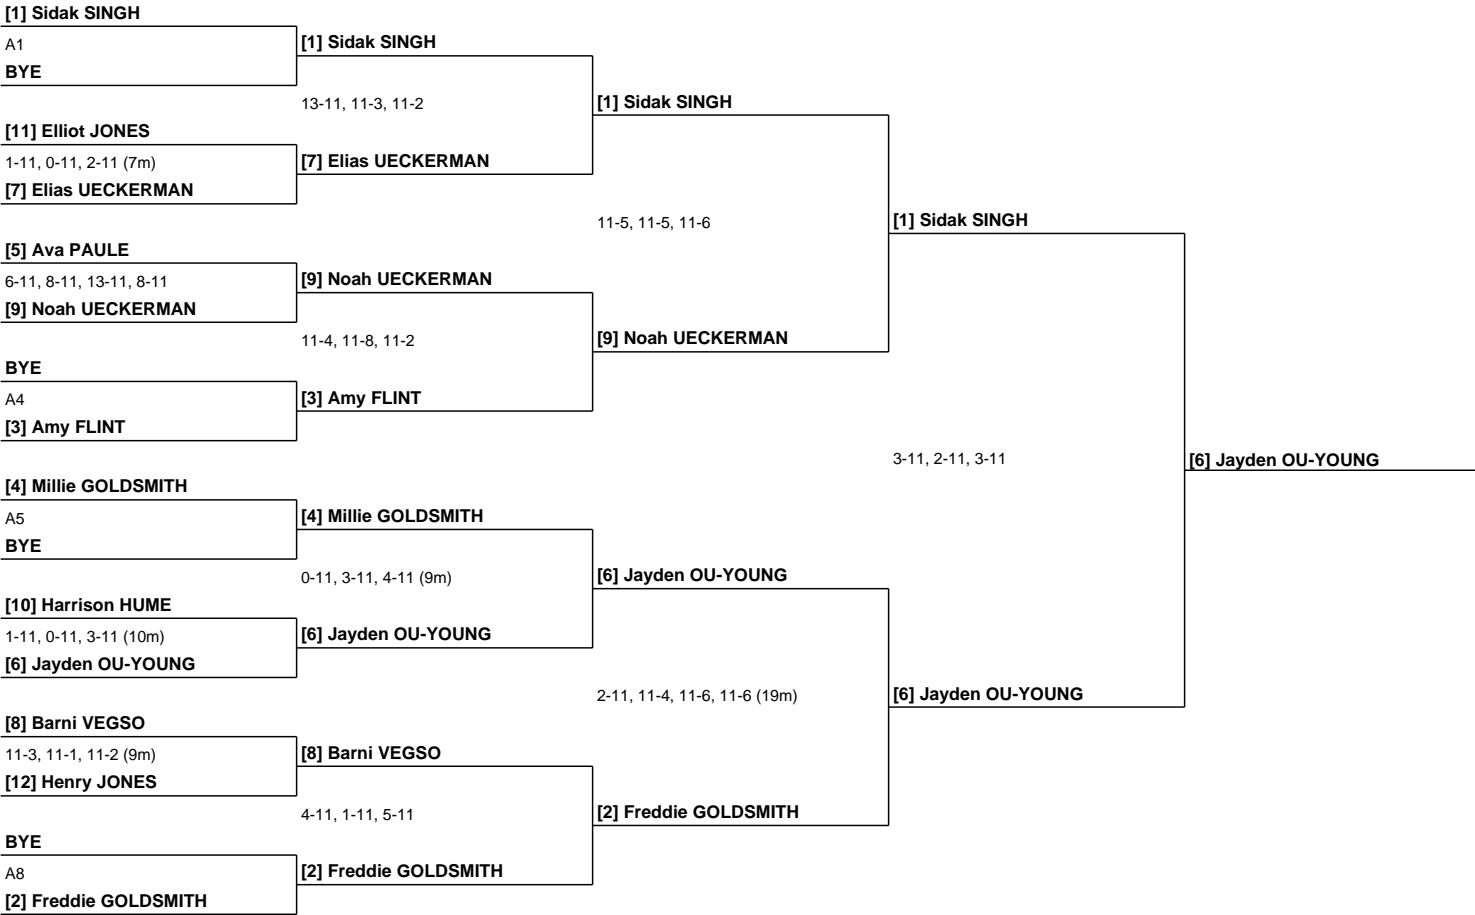 [1] Sidak SINGH
A1
BYE
[11] Elliot JONES
1-11, 0-11, 2-11 (7m)
[7] Elias UECKERMAN
[5] Ava PAULE
6-11, 8-11, 13-11, 8-11
[9] Noah UECKERMAN
BYE
A4
[3] Amy FLINT
[4] Millie GOLDSMITH
A5
BYE
[10] Harrison HUME
1-11, 0-11, 3-11 (10m)
[6] Jayden OU-YOUNG
[8] Barni VEGSO
11-3, 11-1, 11-2 (9m)
[12] Henry JONES
BYE
A8
[2] Freddie GOLDSMITH
[1] Sidak SINGH
13-11, 11-3, 11-2
[7] Elias UECKERMAN
[9] Noah UECKERMAN
11-4, 11-8, 11-2
[3] Amy FLINT
[4] Millie GOLDSMITH
0-11, 3-11, 4-11 (9m)
[6] Jayden OU-YOUNG
[8] Barni VEGSO
4-11, 1-11, 5-11
[2] Freddie GOLDSMITH
[1] Sidak SINGH
11-5, 11-5, 11-6
[9] Noah UECKERMAN
[6] Jayden OU-YOUNG
2-11, 11-4, 11-6, 11-6 (19m)
[2] Freddie GOLDSMITH
[1] Sidak SINGH
3-11, 2-11, 3-11
[6] Jayden OU-YOUNG
[6] Jayden OU-YOUNG